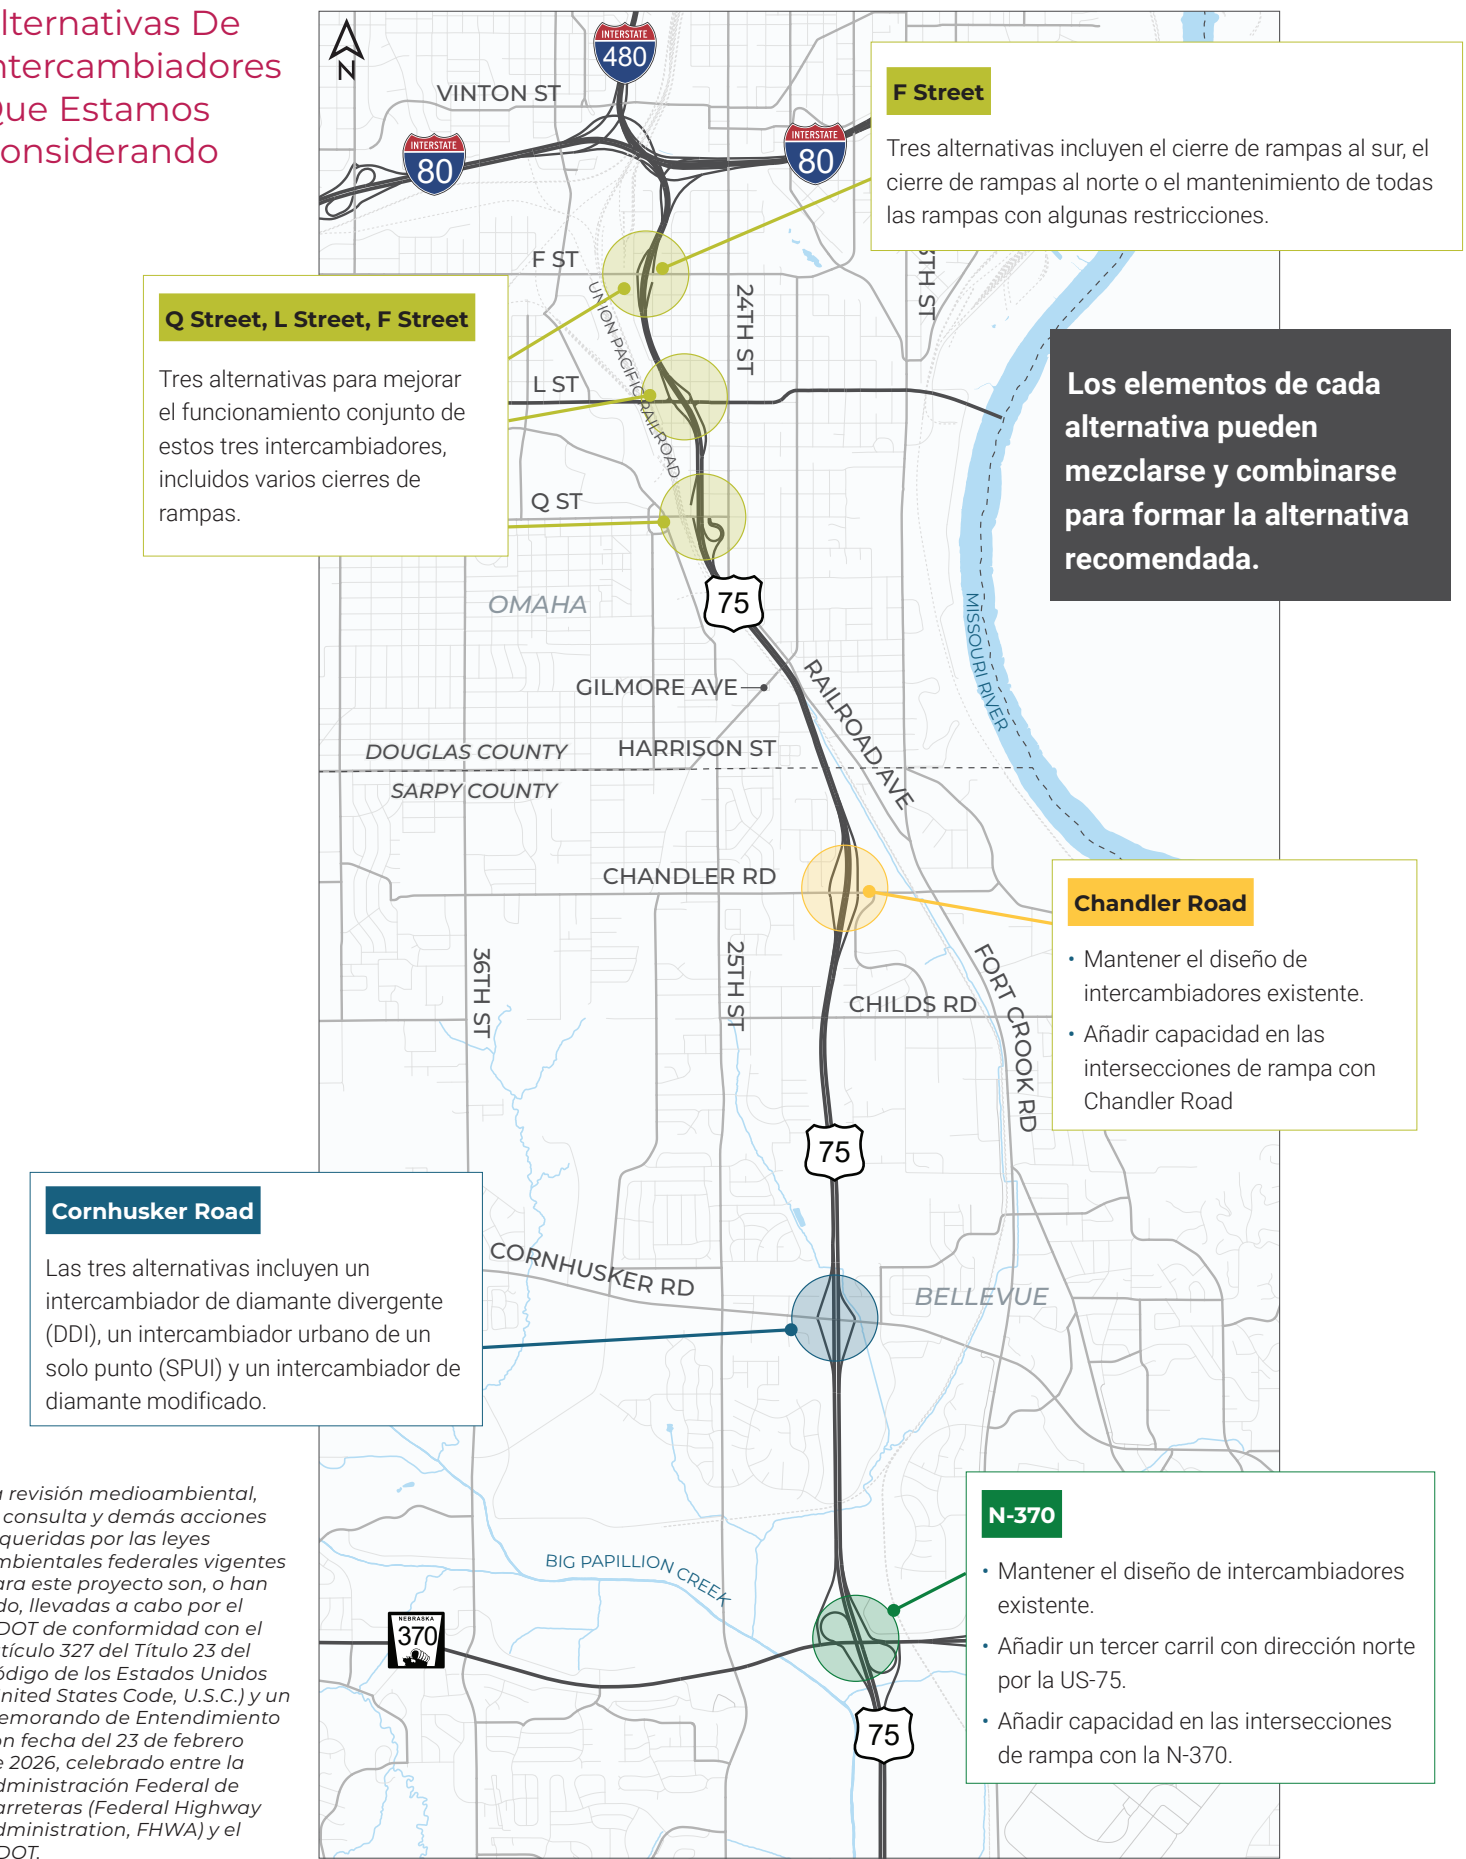 lternativas De
ntercambiadores
Que Estamos
onsiderando
N
INTERSTATE
480
VINTON ST
INTERSTATE
80
INTERSTATE
80
F Street
Tres alternativas incluyen el cierre de rampas al sur, el
cierre de rampas al norte o el mantenimiento de todas
las rampas con algunas restricciones.
F ST
UNION PACIFIC RAILROAD
24TH ST
TH ST
Q Street, L Street, F Street
Tres alternativas para mejorar
el funcionamiento conjunto de
estos tres intercambiadores,
incluidos varios cierres de
rampas.
L ST
Q ST
Los elementos de cada
alternativa pueden
mezclarse y combinarse
para formar la alternativa
recomendada.
OMAHA
75
MISSOURI RIVER
GILMORE AVE
RAILROAD AVE
DOUGLAS COUNTY
HARRISON ST
SARPY COUNTY
CHANDLER RD
Chandler Road
• Mantener el diseño de
intercambiadores existente.
• Añadir capacidad en las
intersecciones de rampa con
Chandler Road
36TH ST
25TH ST
CHILDS RD
FORT CROOK RD
75
Cornhusker Road
Las tres alternativas incluyen un
intercambiador de diamante divergente
(DDI), un intercambiador urbano de un
solo punto (SPUI) y un intercambiador de
diamante modificado.
CORNHUSKER RD
BELLEVUE
N-370
• Mantener el diseño de intercambiadores
existente.
• Añadir un tercer carril con dirección norte
por la US-75.
• Añadir capacidad en las intersecciones
de rampa con la N-370.
BIG PAPILLION CREEK
NEBRASKA
370
75
a revisión medioambiental,
consulta y demás acciones
queridas por las leyes
mbientales federales vigentes
ara este proyecto son, o han
do, llevadas a cabo por el
DOT de conformidad con el
tículo 327 del Título 23 del
ódigo de los Estados Unidos
nited States Code, U.S.C.) y un
emorando de Entendimiento
on fecha del 23 de febrero
e 2026, celebrado entre la
dministración Federal de
arreteras (Federal Highway
dministration, FHWA) y el
DOT.